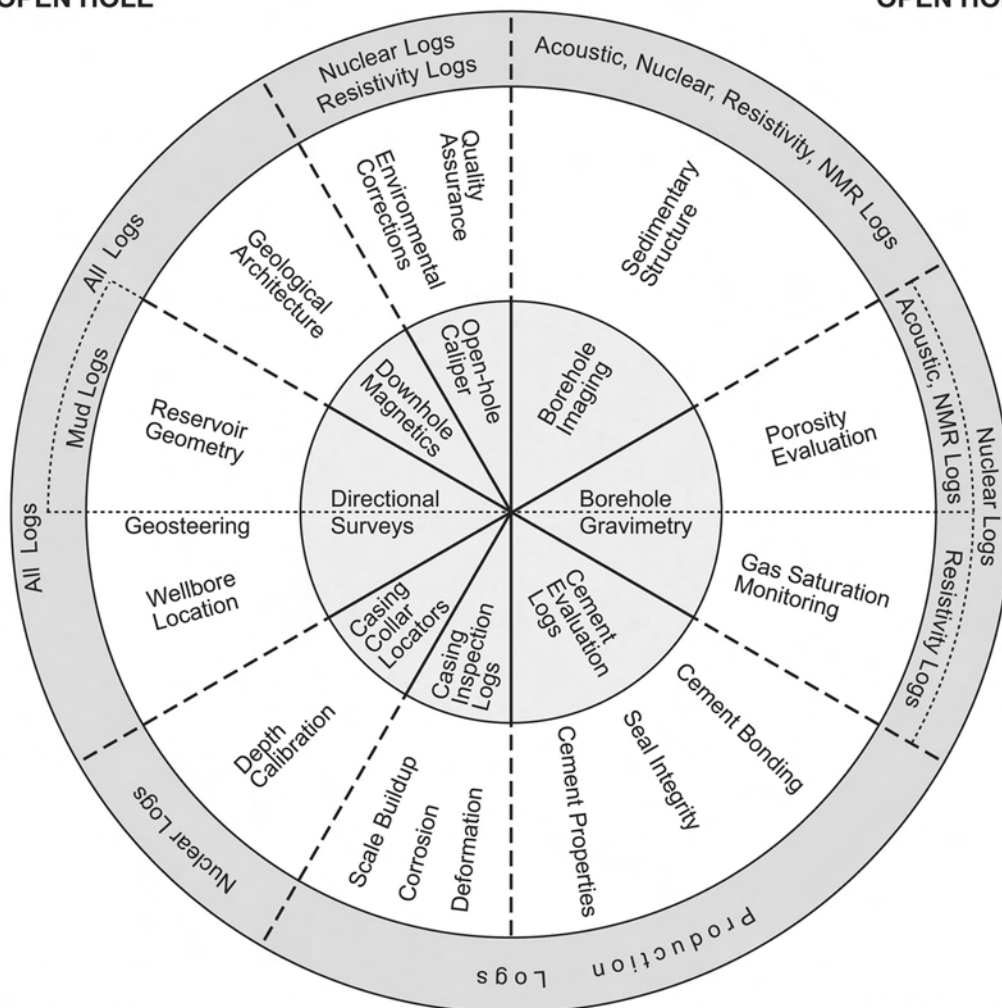 OPEN HOLE
OPEN HO
Nuclear Logs
Resistivity Logs
Acoustic, Nuclear, Resistivity, NMR Logs
Quality
Assurance
Environmental
Corrections
Sedimentary
Structure
All Logs
Geological
Architecture
Open-hole
Caliper
Borehole
Imaging
Downhole
Magnetics
Mud Logs
Acoustic, NMR Logs
Reservoir
Geometry
Porosity
Evaluation
Nuclear Logs
All Logs
Geosteering
Directional
Surveys
Borehole
Gravimetry
Wellbore
Location
Gas Saturation
Monitoring
Resistivity Logs
Casing
Collar
Locators
Casing
Inspection
Logs
Cement
Evaluation
Logs
Depth
Calibration
Scale Buildup
Corrosion
Deformation
Cement Properties
Seal Integrity
Cement Bonding
Nuclear Logs
Production Logs